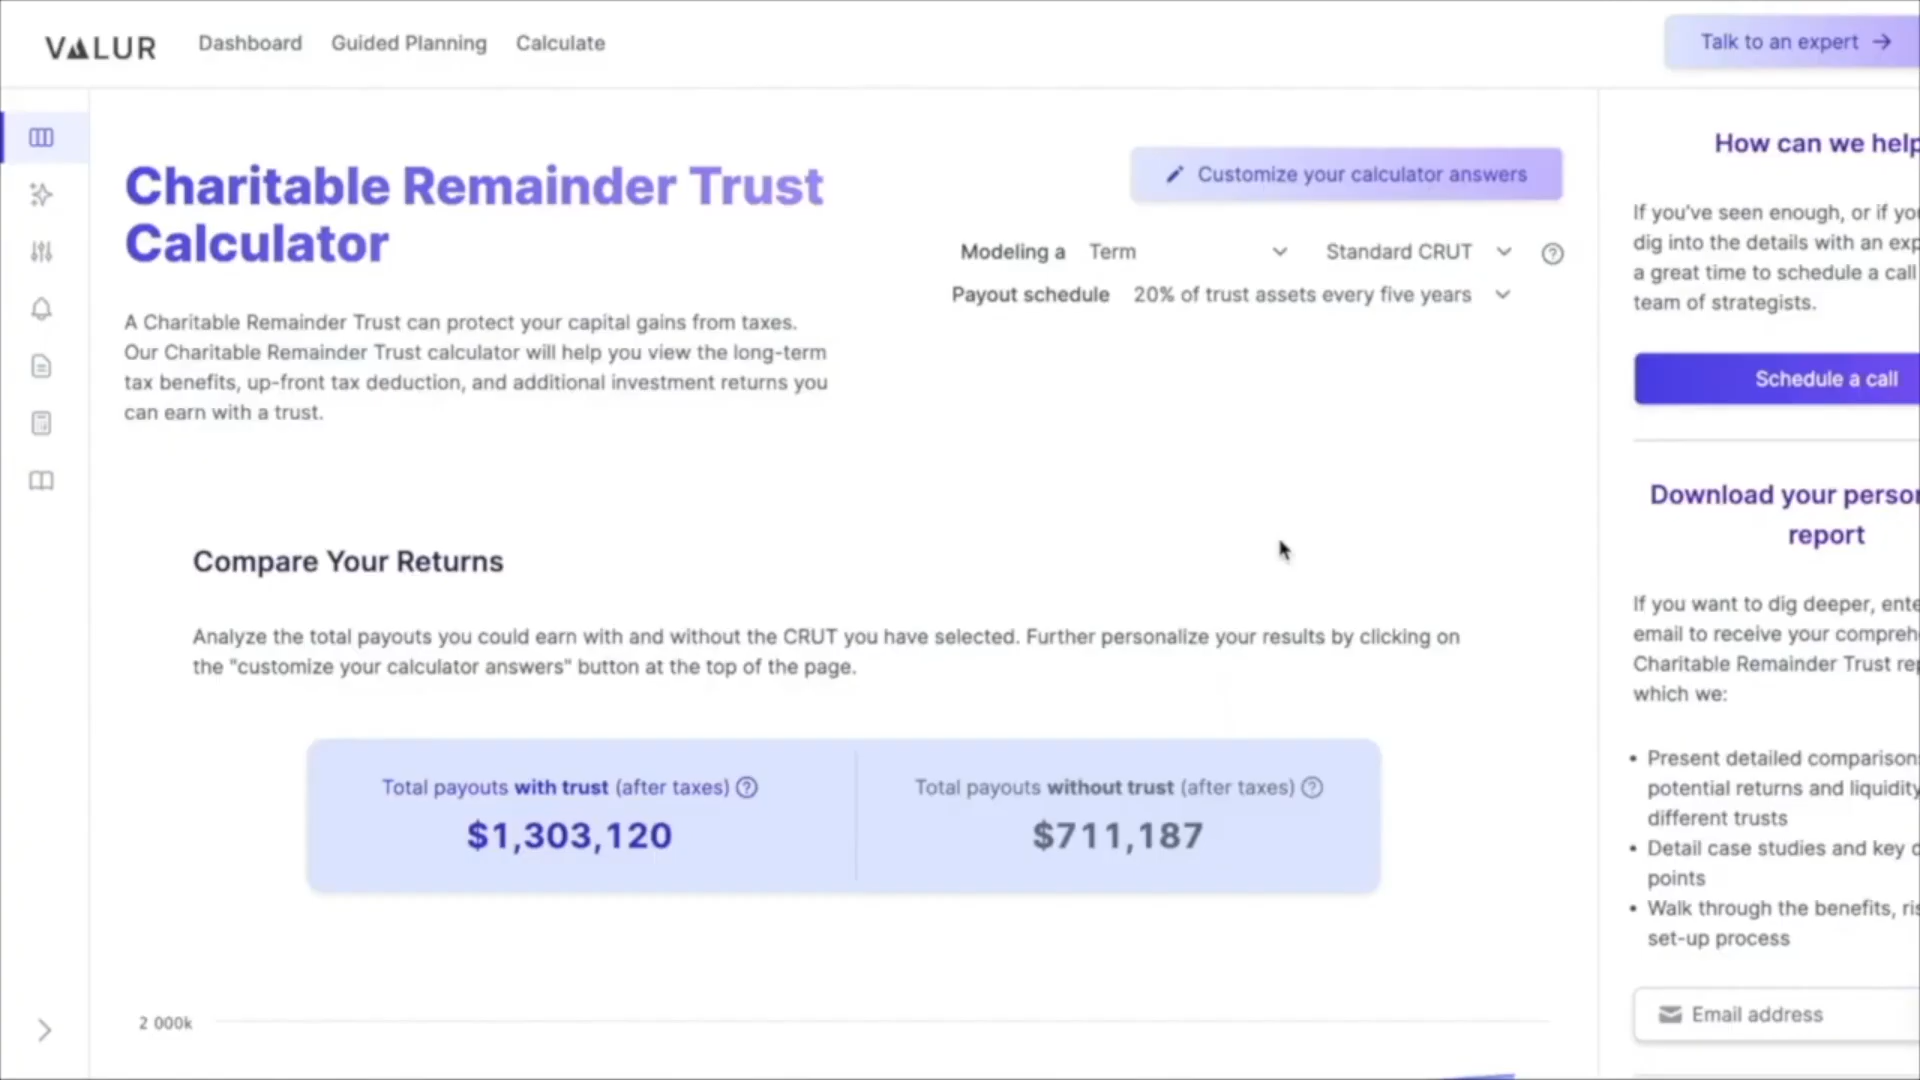 VALUR
Dashboard
Guided Planning
Calculate
Talk to an expert →
Charitable Remainder Trust
Calculator
A Charitable Remainder Trust can protect your capital gains from taxes.
Our Charitable Remainder Trust calculator will help you view the long-term
tax benefits, up-front tax deduction, and additional investment returns you
can earn with a trust.
Customize your calculator answers
Modeling a Term Standard CRUT
Payout schedule 20% of trust assets every five years
Compare Your Returns
Analyze the total payouts you could earn with and without the CRUT you have selected. Further personalize your results by clicking on
the "customize your calculator answers" button at the top of the page.
Total payouts with trust (after taxes)
$1,303,120
Total payouts without trust (after taxes)
$711,187
2 000k
How can we help
If you've seen enough, or if
dig into the details with an
a great time to schedule a call
team of strategists.
Schedule a call
Download your
report
If you want to dig deeper,
email to receive your
Charitable Remainder Trust
which we:
• Present detailed
potential returns and liquidity
different trusts
• Detail case studies and key
points
• Walk through the benefits,
set-up process
Email address